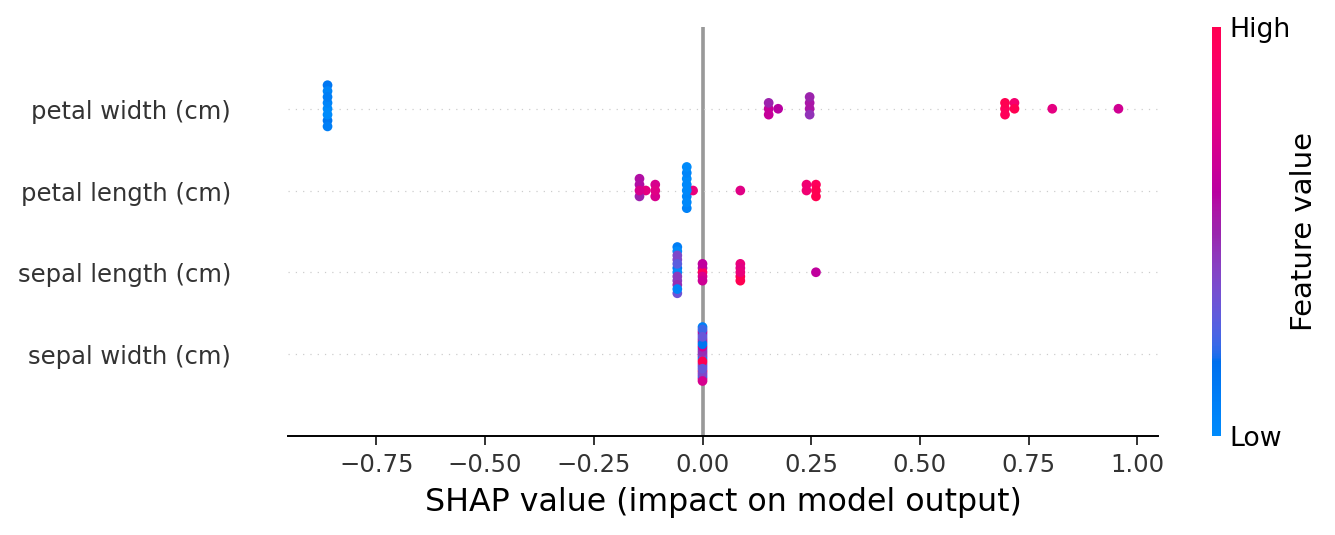 High
petal width (cm)
petal length (cm)
sepal length (cm)
sepal width (cm)
Feature value
Low
−0.75 −0.50 −0.25 0.00 0.25 0.50 0.75 1.00
SHAP value (impact on model output)